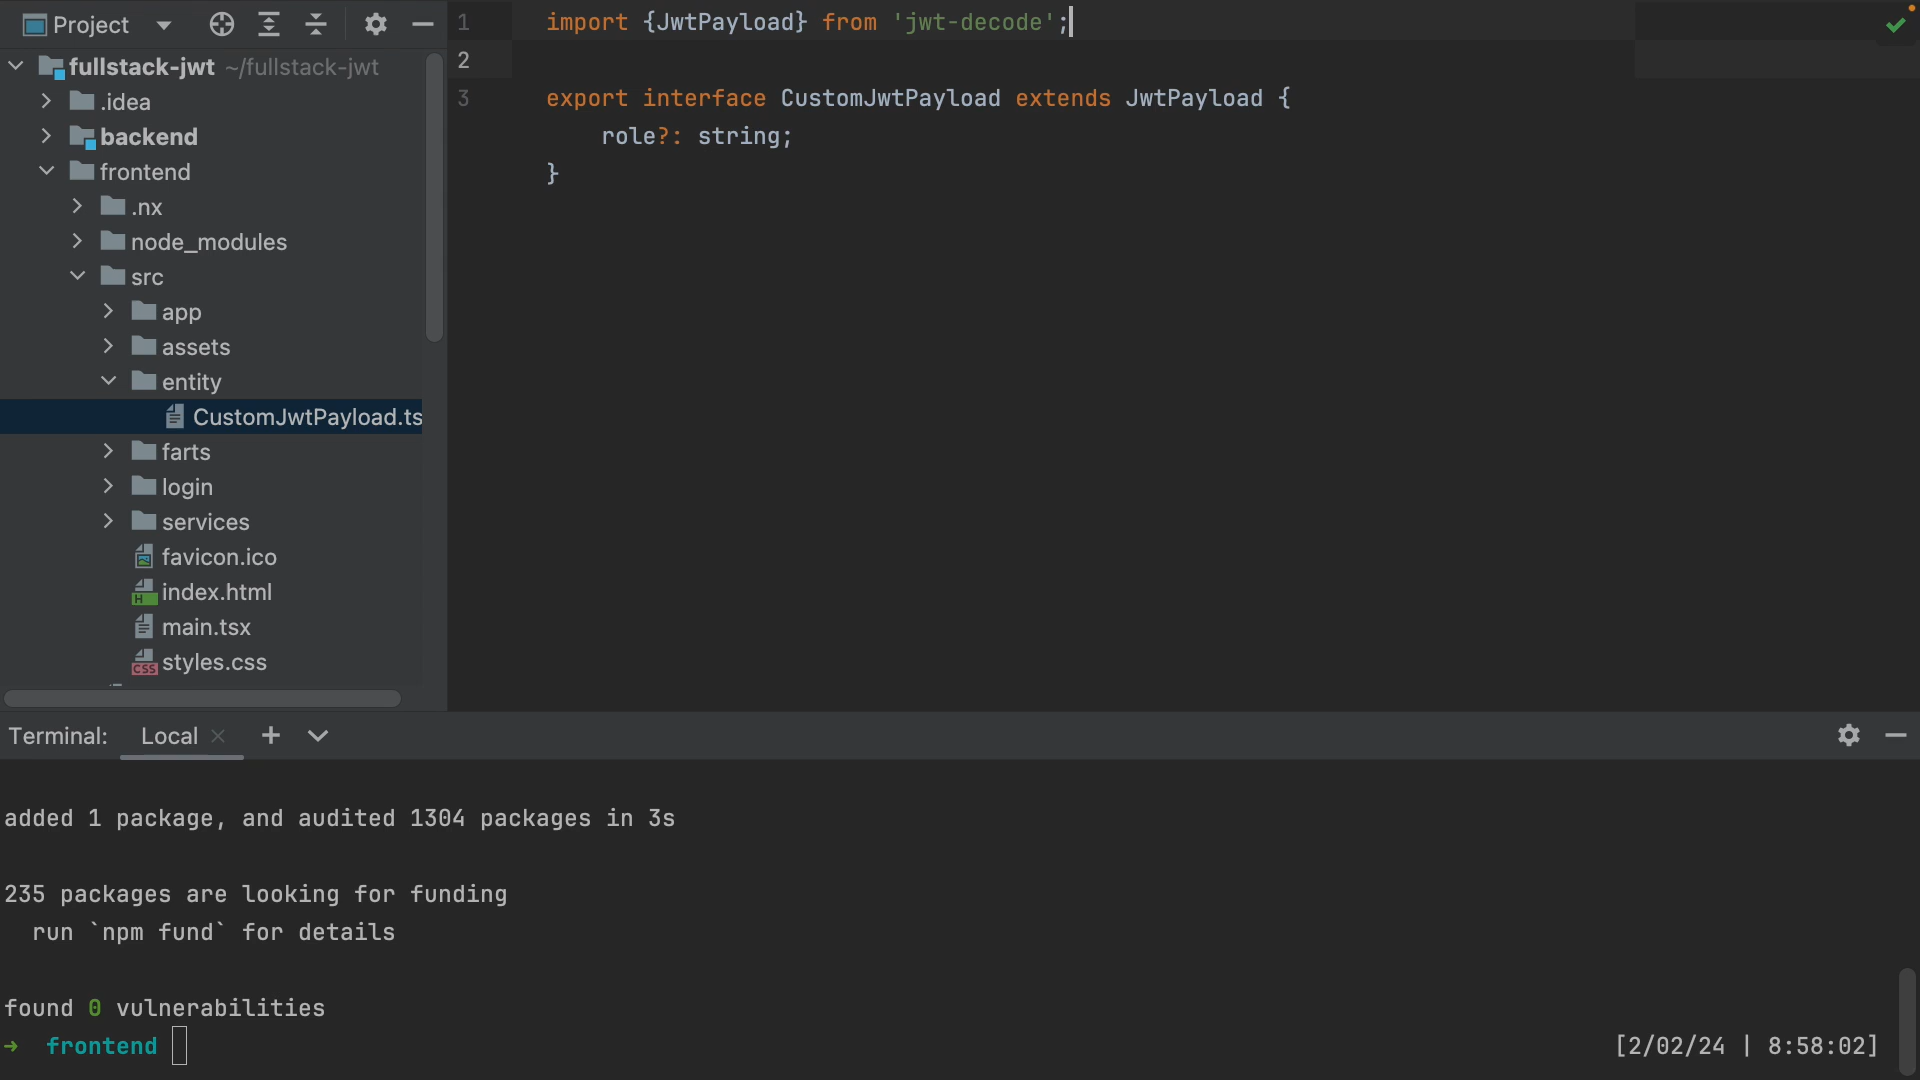 Project
fullstack-jwt ~/fullstack-jwt
.idea
backend
frontend
.nx
node_modules
src
app
assets
entity
CustomJwtPayload.ts
farts
login
services
favicon.ico
H
index.html
main.tsx
CSS
styles.css
1 import {JwtPayload} from 'jwt-decode';
2
3 export interface CustomJwtPayload extends JwtPayload {
role?: string;
}
Terminal: Local
added 1 package, and audited 1304 packages in 3s
235 packages are looking for funding
run `npm fund` for details
found 0 vulnerabilities
→ frontend [2/02/24 | 8:58:02]